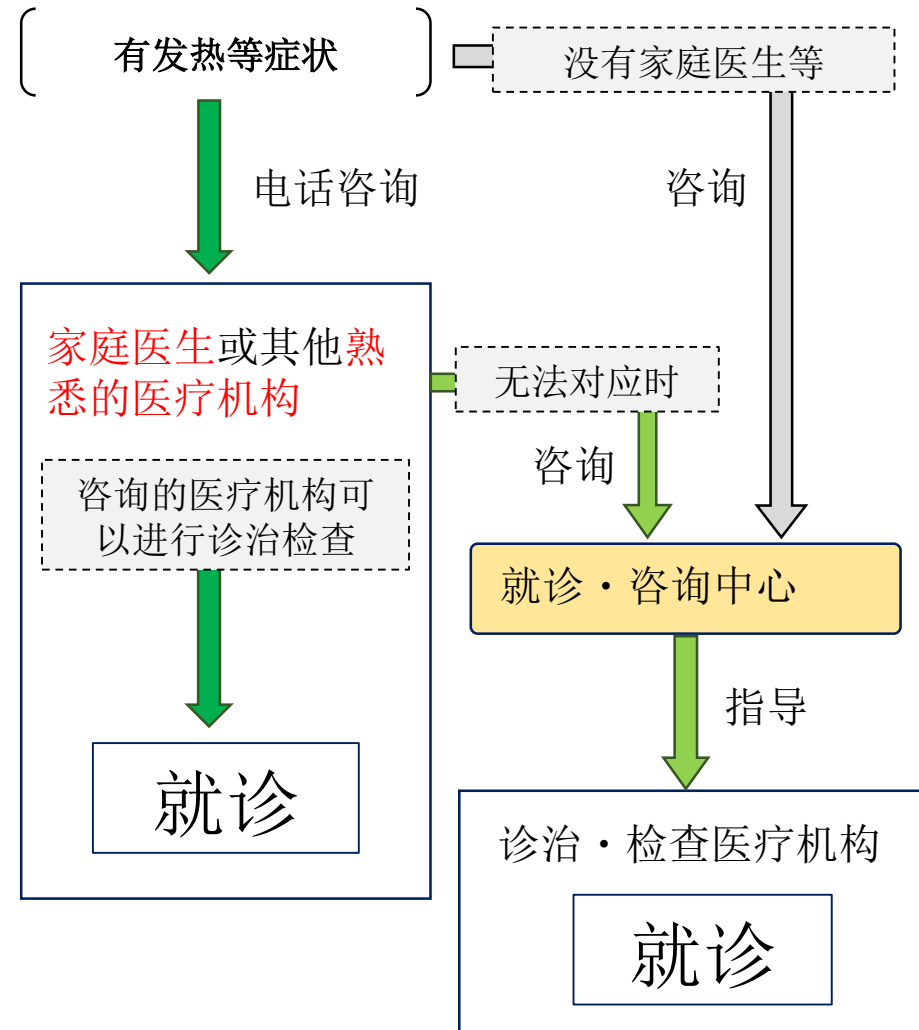 有发热等症状
没有家庭医生等
电话咨询
咨询
家庭医生或其他熟
悉的医疗机构
无法对应时
咨询
咨询的医疗机构可
以进行诊治检查
就诊・咨询中心
指导
就诊
诊治・检查医疗机构
就诊